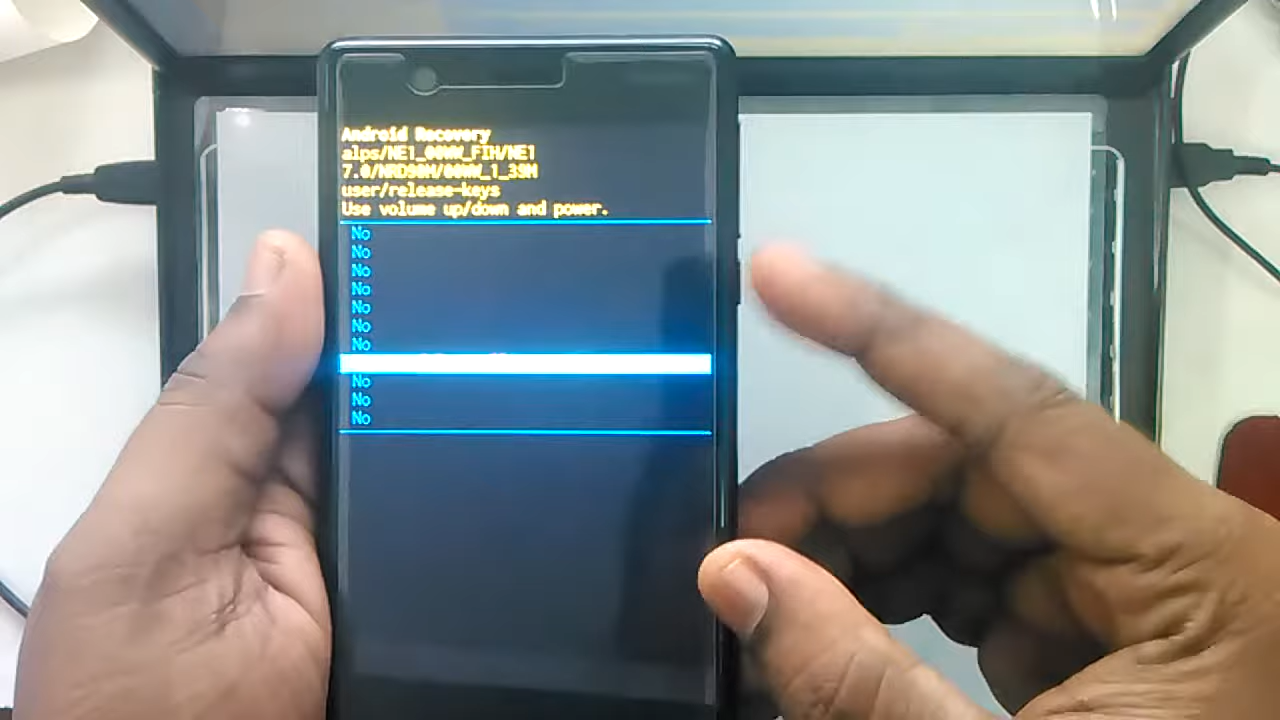 Android Recovery
alps/NE1_00WW_FIH/NE1
7.0/NRD90M/00WW_1_39M
user/release-keys
Use volume up/down and power.
No
No
No
No
No
No
No
No
No
No